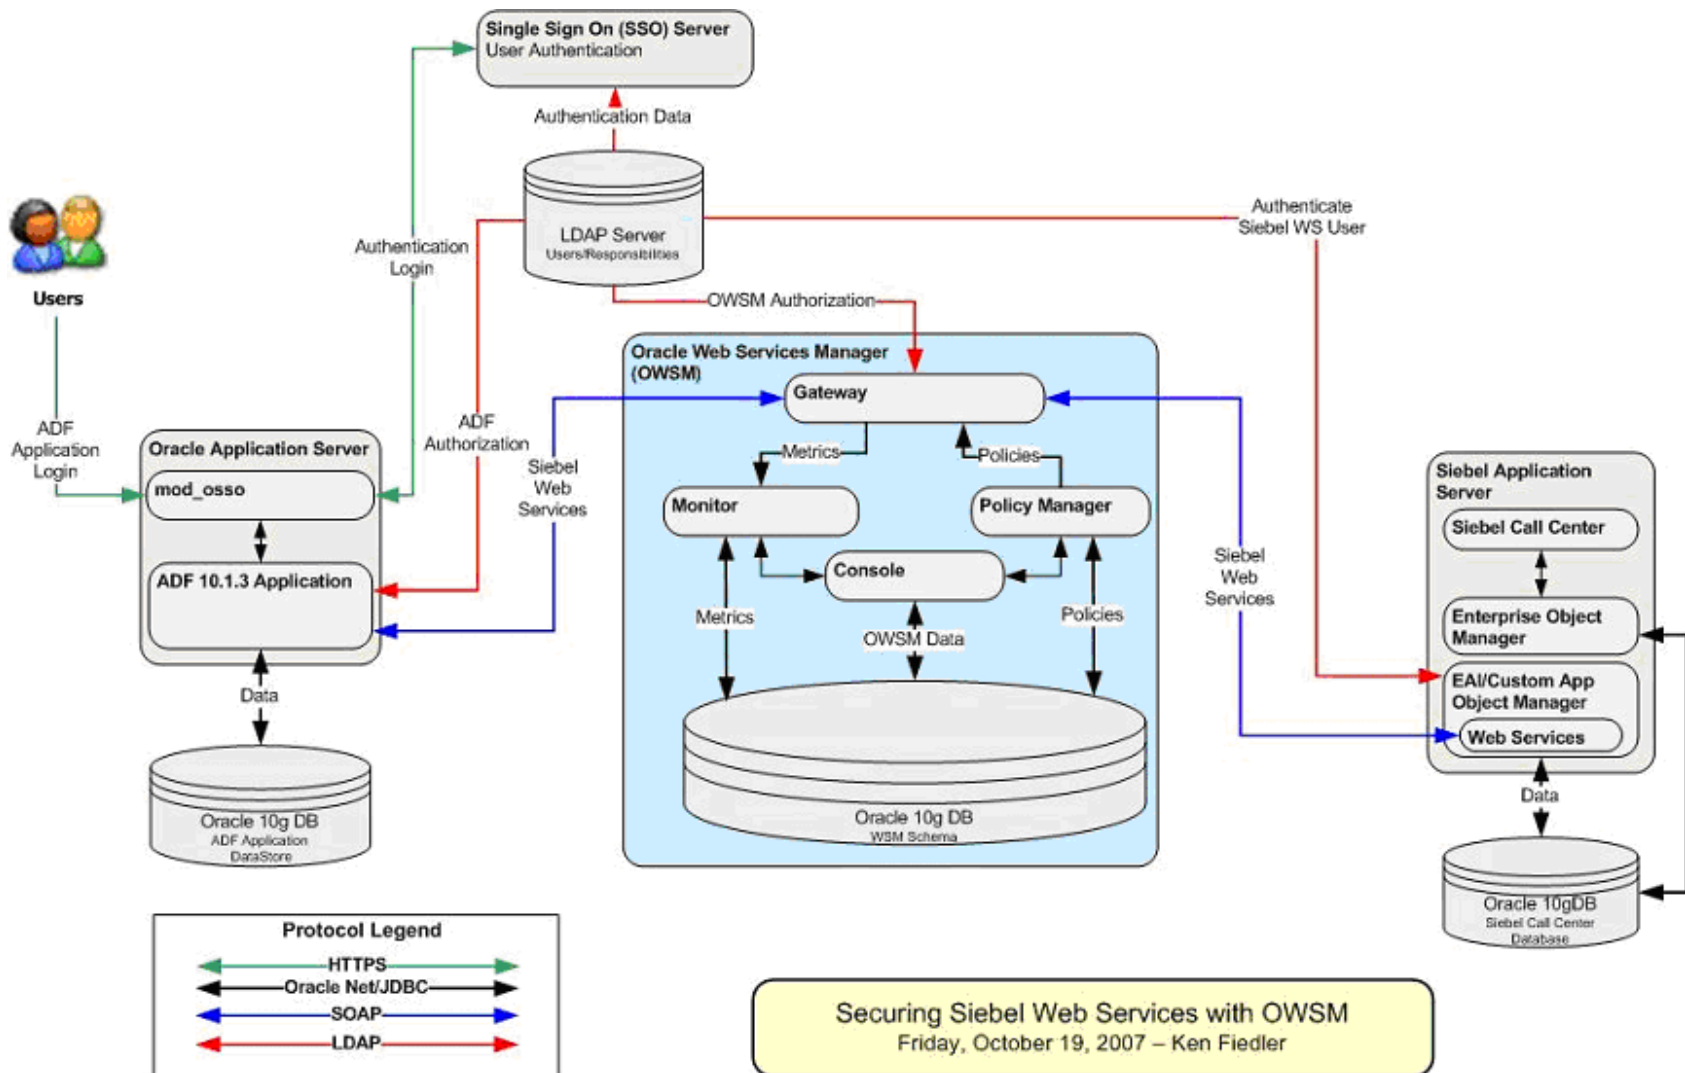 Single Sign On (SSO) Server
User Authentication
Authentication Data
LDAP Server
Users/Responsibilities
Authenticate
Siebel WS User
Authentication
Login
Users
OWSM Authorization
ADF
Application
Login
ADF
Authorization
Oracle Application Server
mod_osso
ADF 10.1.3 Application
Siebel
Web
Services
Data
Oracle 10g DB
ADF Application
DataStore
Oracle Web Services Manager
(OWSM)
Gateway
Metrics
Policies
Monitor
Policy Manager
Console
Metrics
OWSM Data
Policies
Oracle 10g DB
WSM Schema
Siebel
Web
Services
Siebel Application
Server
Siebel Call Center
Enterprise Object
Manager
EAI/Custom App
Object Manager
Web Services
Data
Oracle 10gDB
Siebel Call Center
Database
Protocol Legend
HTTPS
Oracle Net/JDBC
SOAP
LDAP
Securing Siebel Web Services with OWSM
Friday, October 19, 2007 – Ken Fiedler